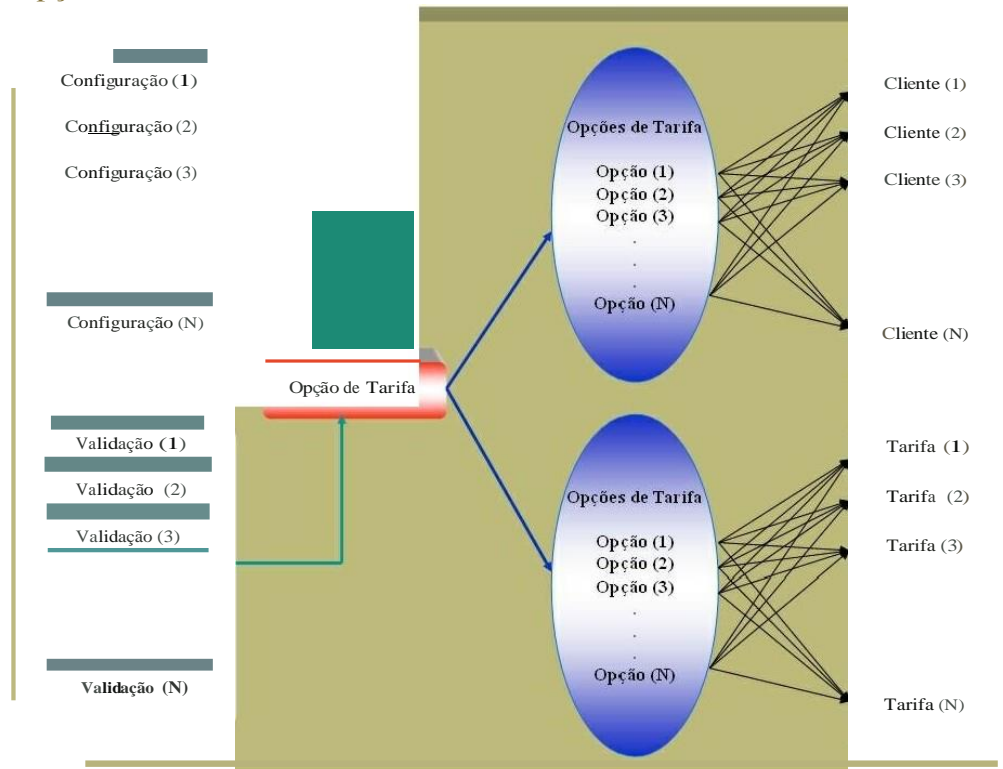 Configuração (1)
Configuração (2)
Configuração (3)
Configuração (N)
Validação (1)
Validação (2)
Validação (3)
Validação (N)
Opção de Tarifa
Opções de Tarifa
Opção (1)
Opção (2)
Opção (3)
.
.
.
Opção (N)
Opções de Tarifa
Opção (1)
Opção (2)
Opção (3)
.
.
.
Opção (N)
Cliente (1)
Cliente (2)
Cliente (3)
Cliente (N)
Tarifa (1)
Tarifa (2)
Tarifa (3)
Tarifa (N)